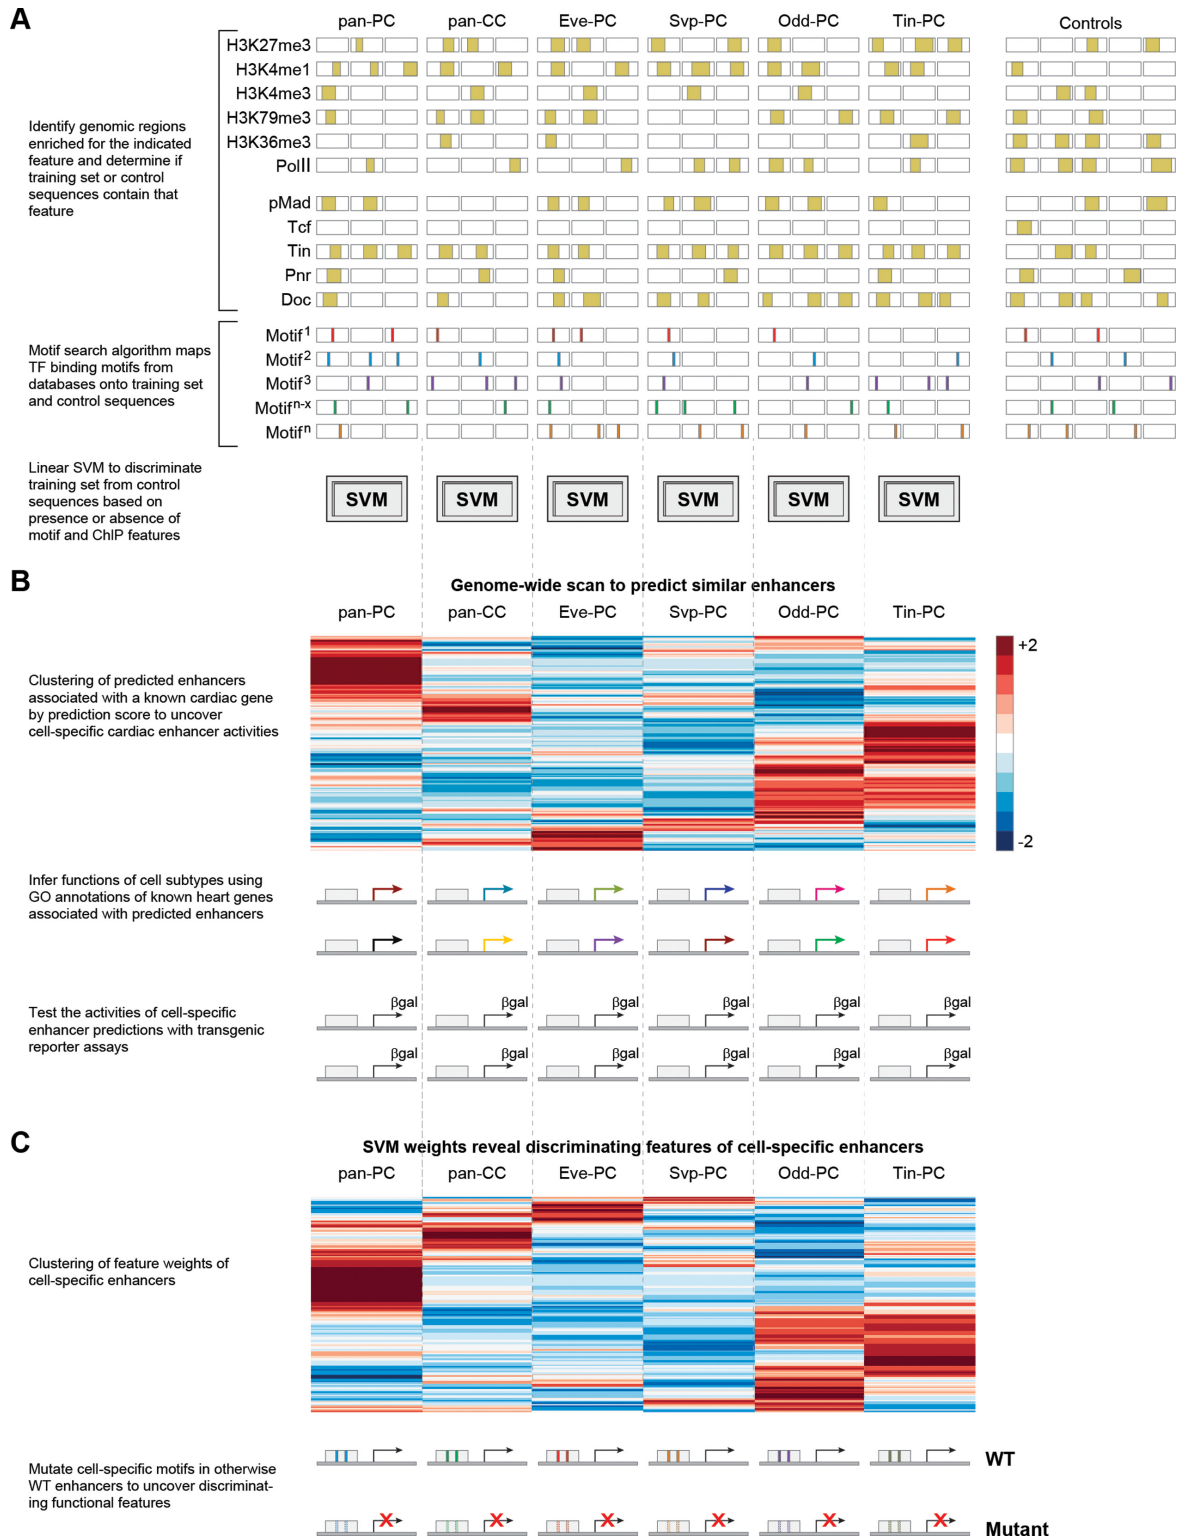 A
pan-PC pan-CC Eve-PC Svp-PC Odd-PC Tin-PC Controls
H3K27me3
H3K4me1
H3K4me3
H3K79me3
H3K36me3
PolII
Identify genomic regions
enriched for the indicated
feature and determine if
training set or control
sequences contain that
feature
pMad
Tcf
Tin
Pnr
Doc
Motif1
Motif2
Motif3
Motifn-x
Motifn
Motif search algorithm maps
TF binding motifs from
databases onto training set
and control sequences
Linear SVM to discriminate
training set from control
sequences based on
presence or absence of
motif and ChIP features
SVM SVM SVM SVM SVM SVM
B
Genome-wide scan to predict similar enhancers
pan-PC pan-CC Eve-PC Svp-PC Odd-PC Tin-PC
+2
-2
Clustering of predicted enhancers
associated with a known cardiac gene
by prediction score to uncover
cell-specific cardiac enhancer activities
Infer functions of cell subtypes using
GO annotations of known heart genes
associated with predicted enhancers
Test the activities of cell-specific
enhancer predictions with transgenic
reporter assays
βgal βgal βgal βgal βgal βgal
βgal βgal βgal βgal βgal βgal
C
SVM weights reveal discriminating features of cell-specific enhancers
pan-PC pan-CC Eve-PC Svp-PC Odd-PC Tin-PC
Clustering of feature weights of
cell-specific enhancers
Mutate cell-specific motifs in otherwise
WT enhancers to uncover discriminat-
ing functional features
WT
X X X X X X
Mutant